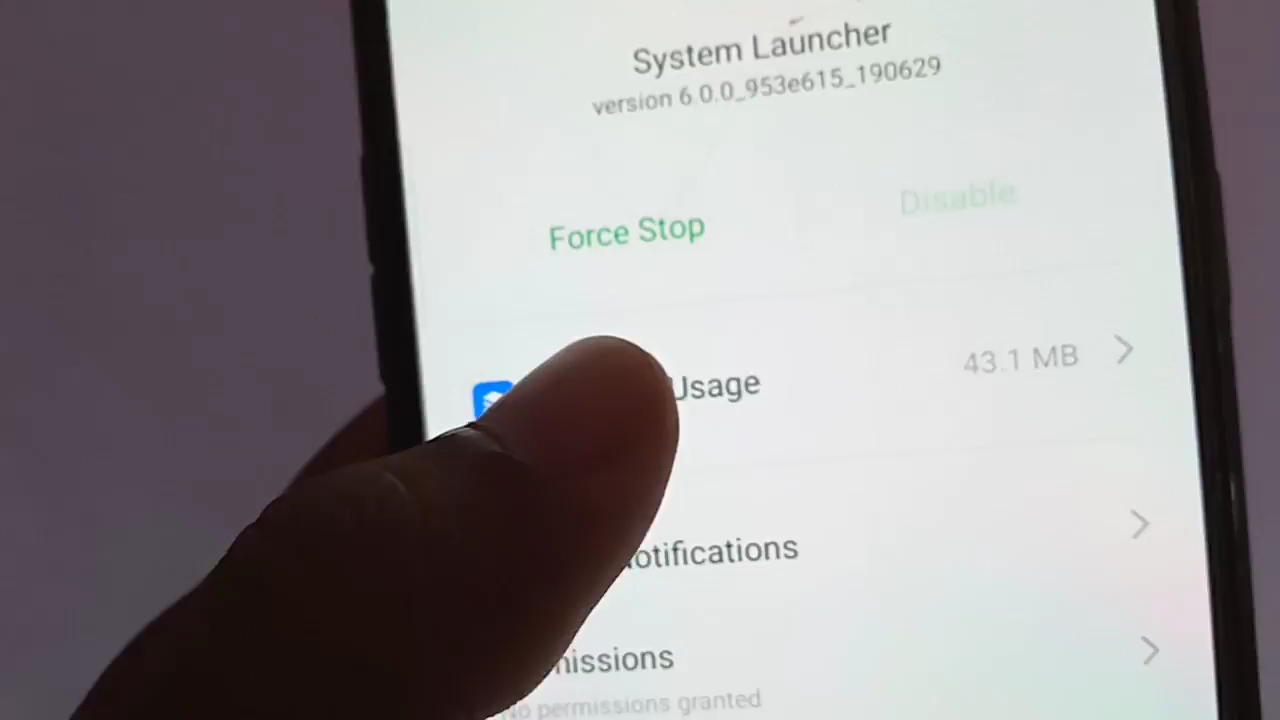 System Launcher
version 6.0.0_953e615_190629
Force Stop
Disable
Usage
43.1 MB
otifications
missions
No permissions granted